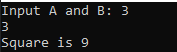 Input A and B: 3
3
Square is 9